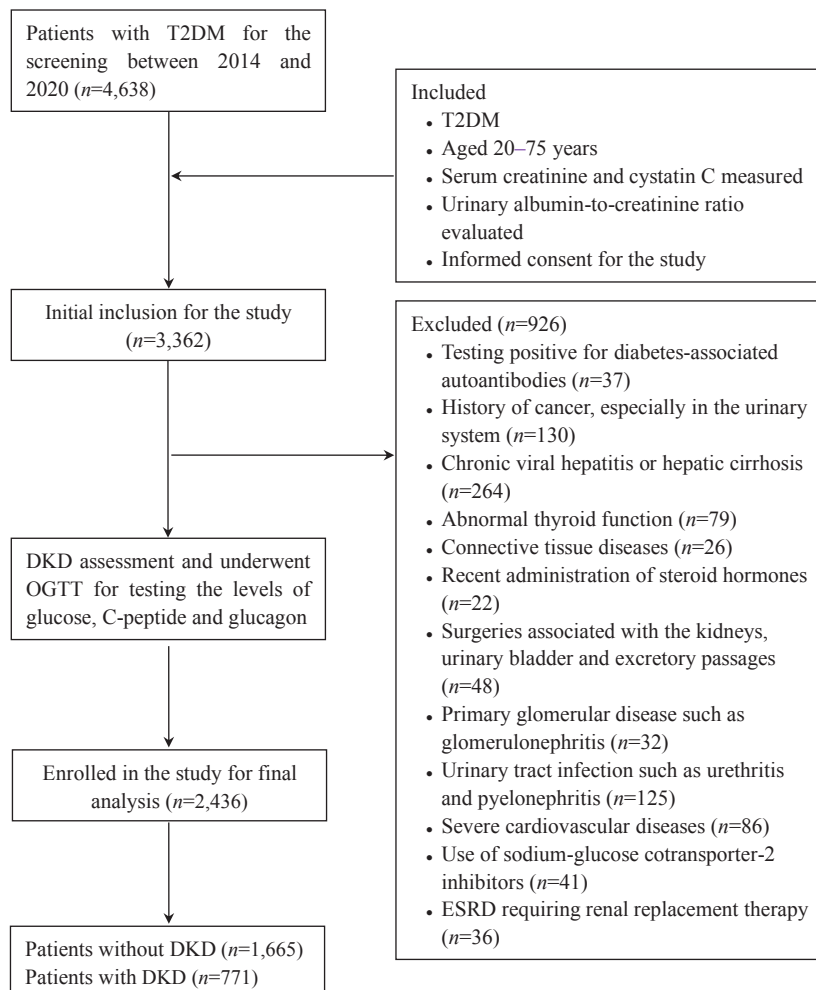 Patients with T2DM for the
screening between 2014 and
2020 (n=4,638)
Included
• T2DM
• Aged 20–75 years
• Serum creatinine and cystatin C measured
• Urinary albumin-to-creatinine ratio
evaluated
• Informed consent for the study
Initial inclusion for the study
(n=3,362)
Excluded (n=926)
• Testing positive for diabetes-associated
autoantibodies (n=37)
• History of cancer, especially in the urinary
system (n=130)
• Chronic viral hepatitis or hepatic cirrhosis
(n=264)
• Abnormal thyroid function (n=79)
• Connective tissue diseases (n=26)
• Recent administration of steroid hormones
(n=22)
• Surgeries associated with the kidneys,
urinary bladder and excretory passages
(n=48)
• Primary glomerular disease such as
glomerulonephritis (n=32)
• Urinary tract infection such as urethritis
and pyelonephritis (n=125)
• Severe cardiovascular diseases (n=86)
• Use of sodium-glucose cotransporter-2
inhibitors (n=41)
• ESRD requiring renal replacement therapy
(n=36)
DKD assessment and underwent
OGTT for testing the levels of
glucose, C-peptide and glucagon
Enrolled in the study for final
analysis (n=2,436)
Patients without DKD (n=1,665)
Patients with DKD (n=771)